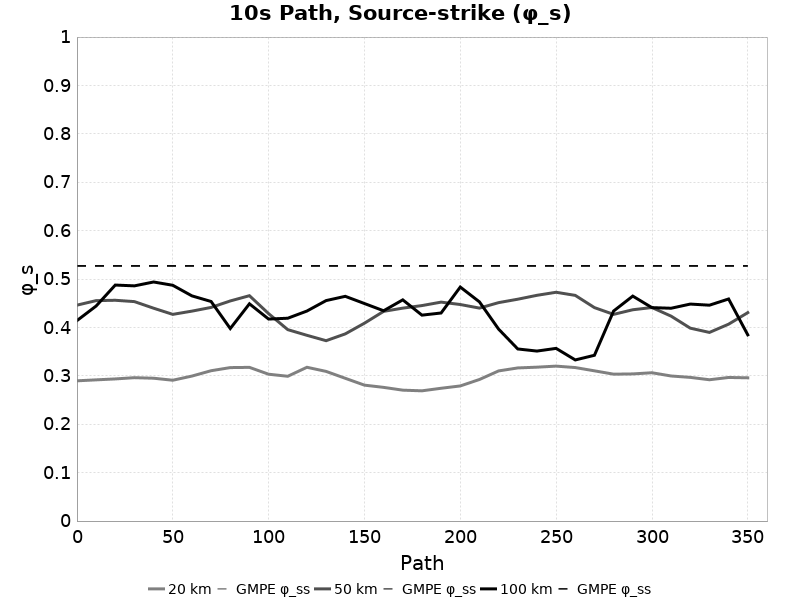 10s Path, Source-strike (φ_s)
1
0.9
0.8
0.7
0.6
0.5
0.4
0.3
0.2
0.1
0
φ_s
0 50 100 150 200 250 300 350
Path
20 km GMPE φ_ss 50 km GMPE φ_ss 100 km GMPE φ_ss